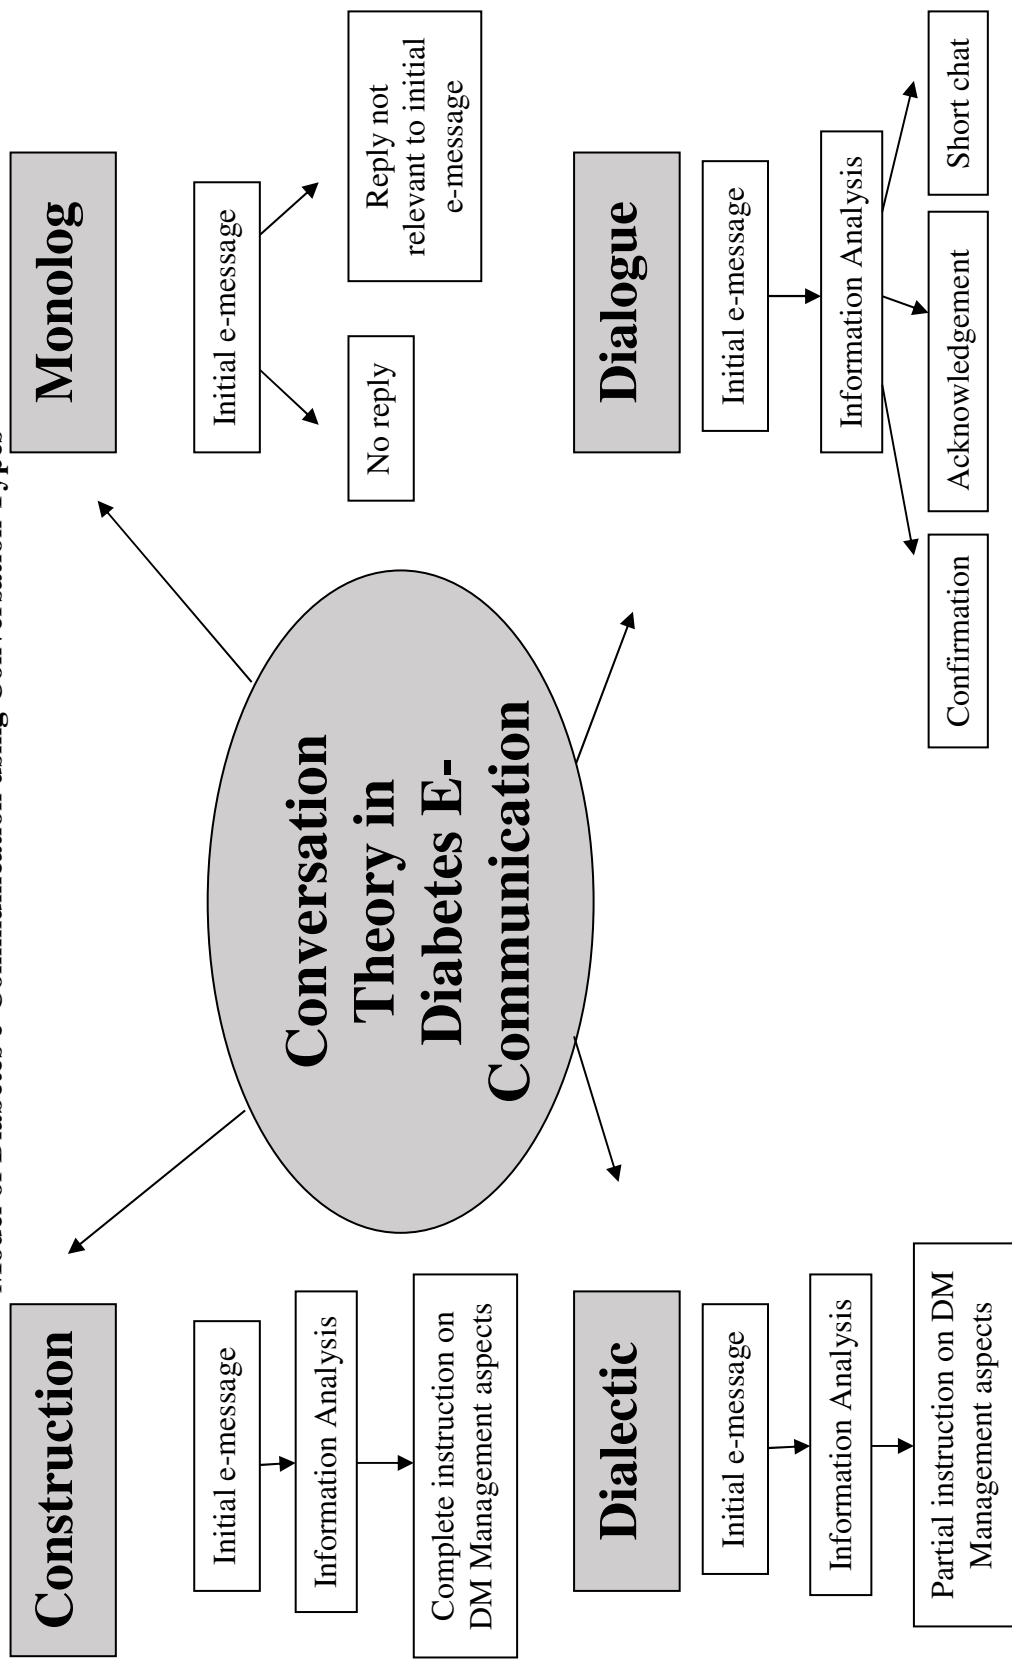 Model of Diabetes e-Communication using Conversation Types
Construction
Initial e-message
Information Analysis
Complete instruction on
DM Management aspects
Monolog
Initial e-message
No reply
Reply not
relevant to initial
e-message
Conversation
Theory in
Diabetes E-
Communication
Dialectic
Initial e-message
Information Analysis
Partial instruction on DM
Management aspects
Dialogue
Initial e-message
Information Analysis
Confirmation
Acknowledgement
Short chat